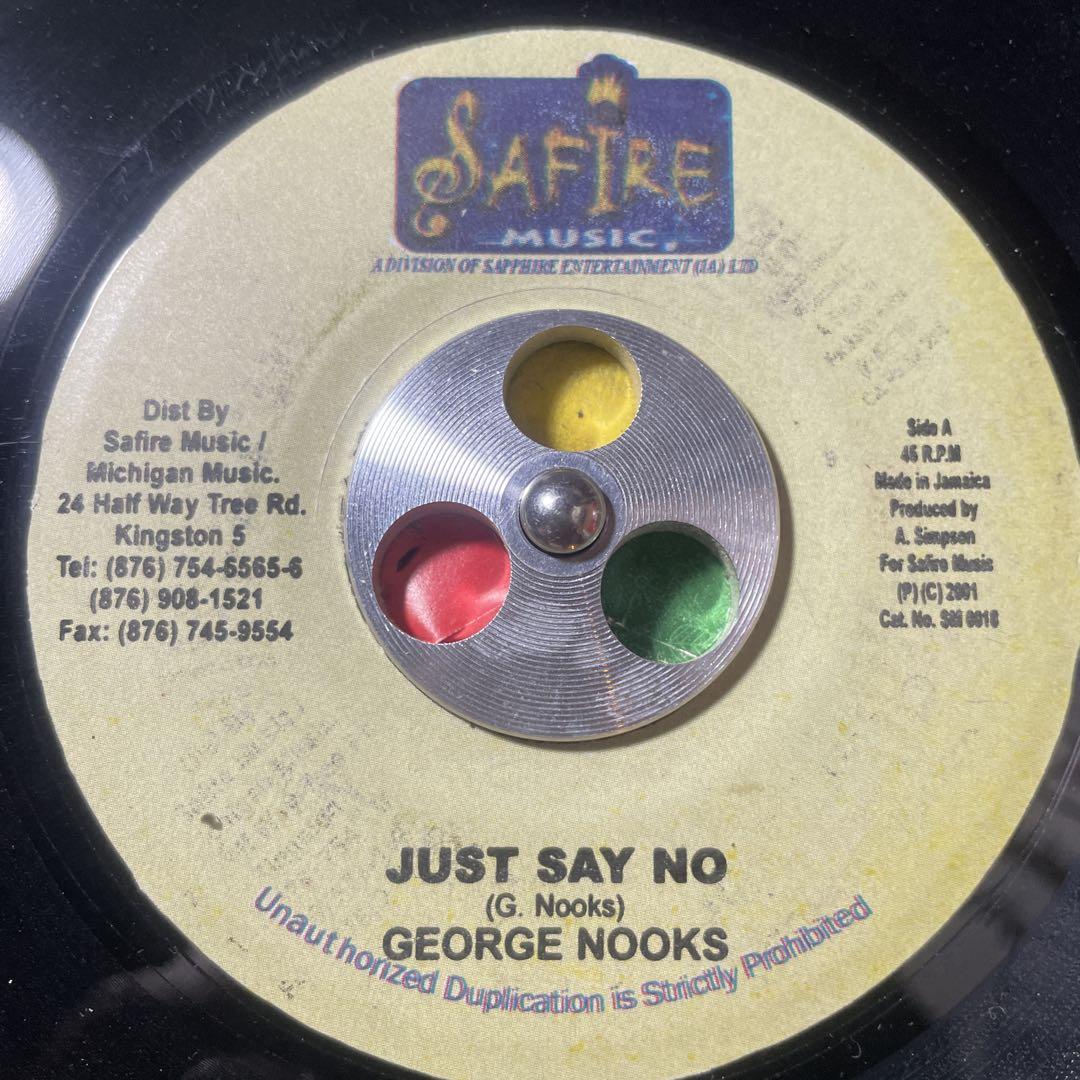 SAFIRE
MUSIC.
A DIVISION OF SAPPHIRE ENTERTAINMENT (JA) LTD
Dist By
Safire Music /
Michigan Music.
24 Half Way Tree Rd.
Kingston 5
Tel: (876) 754-6565-6
(876) 908-1521
Fax: (876) 745-9554
Side A
45 R.P.M
Made in Jamaica
Produced by
A. Simpson
For Safire Music
(P) (C) 2001
Cat. No.
JUST SAY NO
(G. Nooks)
GEORGE NOOKS
Unauthorized Duplication is Strictly Prohibited